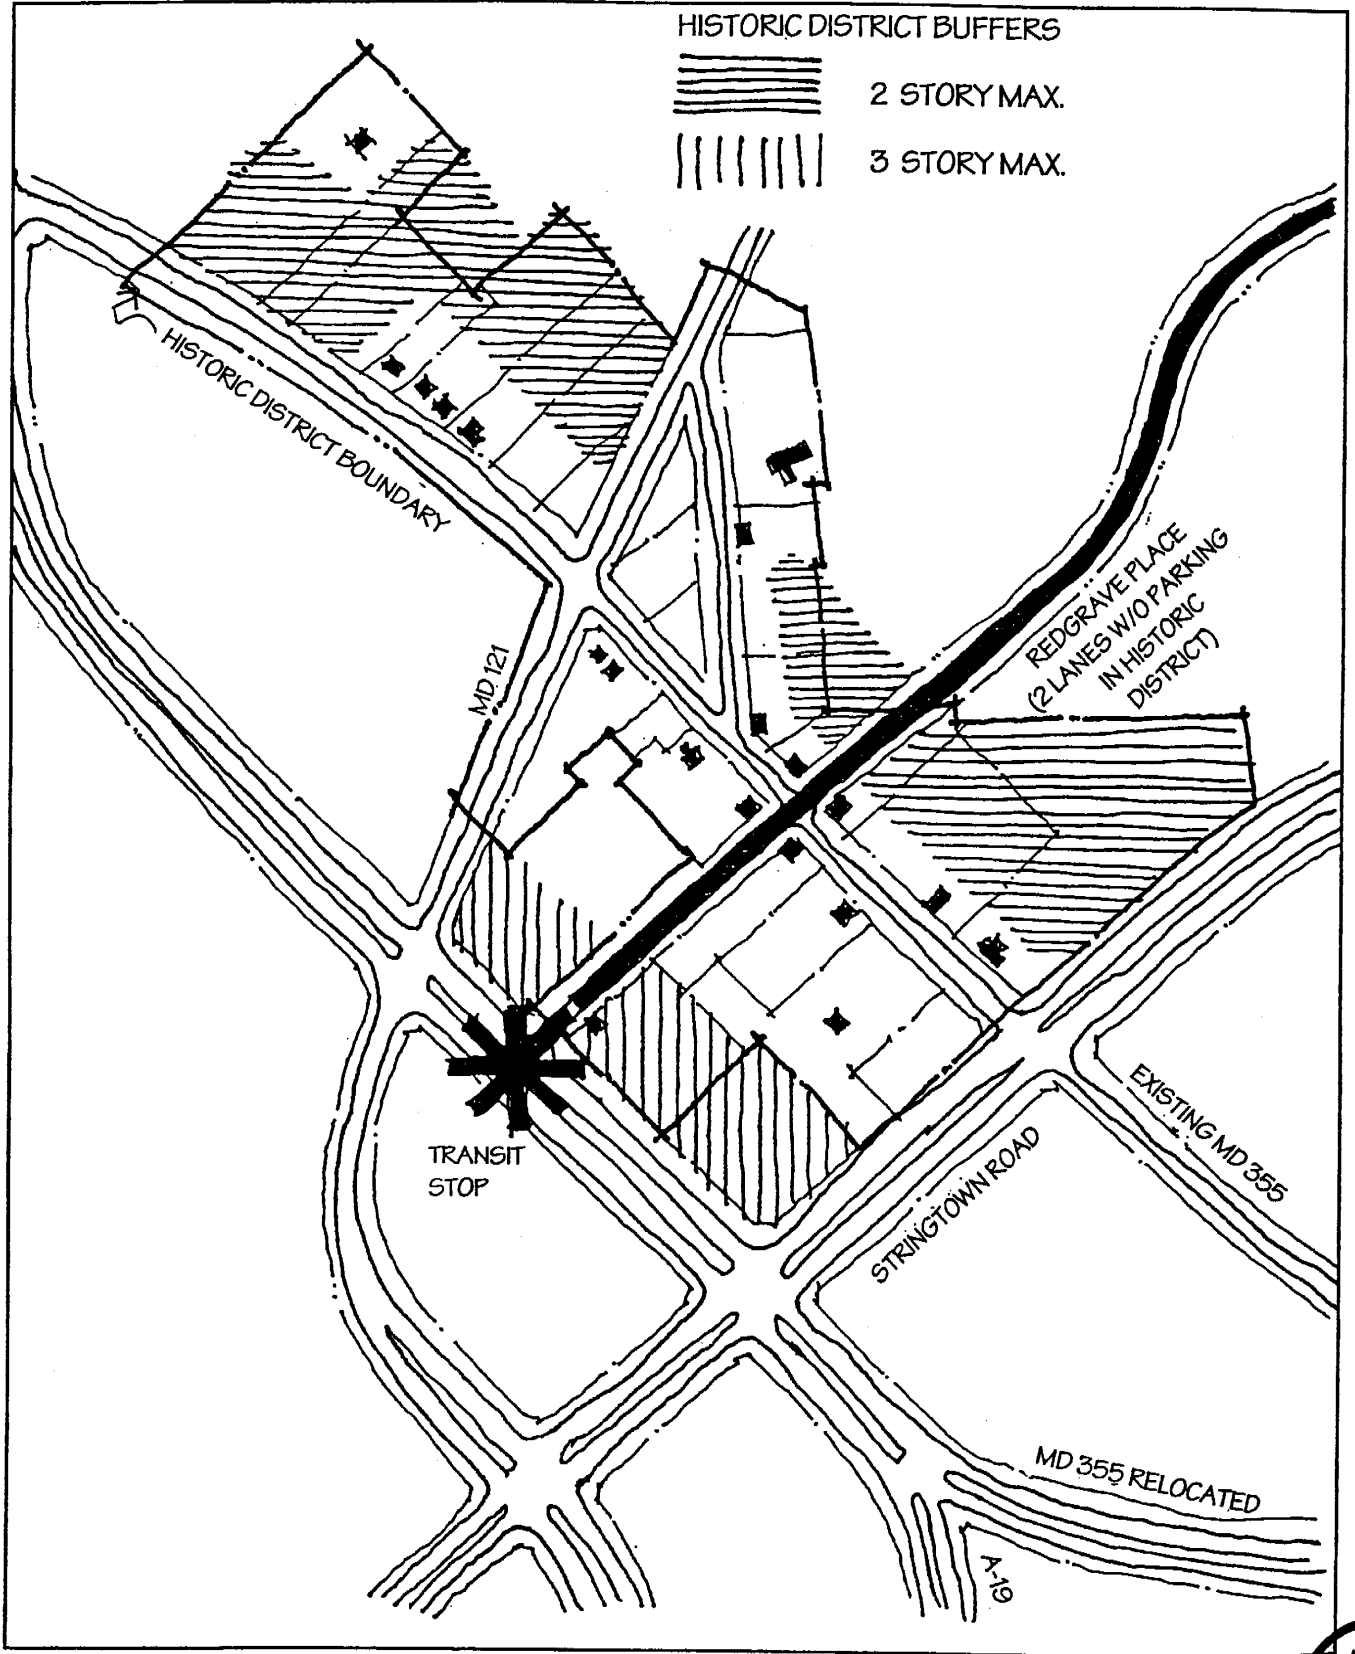 HISTORIC DISTRICT BUFFERS
2 STORY MAX.
3 STORY MAX.
HISTORIC DISTRICT BOUNDARY
REDGRAVE PLACE
(2 LANES W/O PARKING
IN HISTORIC
DISTRICT)
MD 121
TRANSIT
STOP
EXISTING MD 355
STRINGTOWN ROAD
MD 355 RELOCATED
A-19